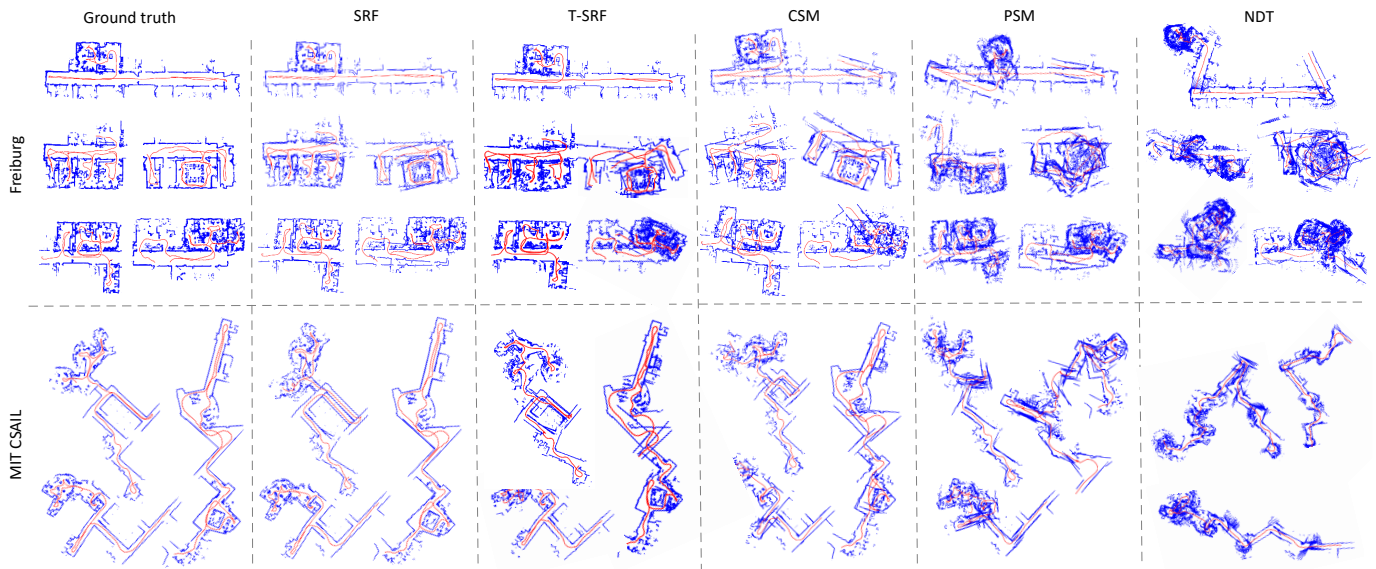 Ground truth
SRF
T-SRF
CSM
PSM
NDT
Freiburg
MIT CSAIL